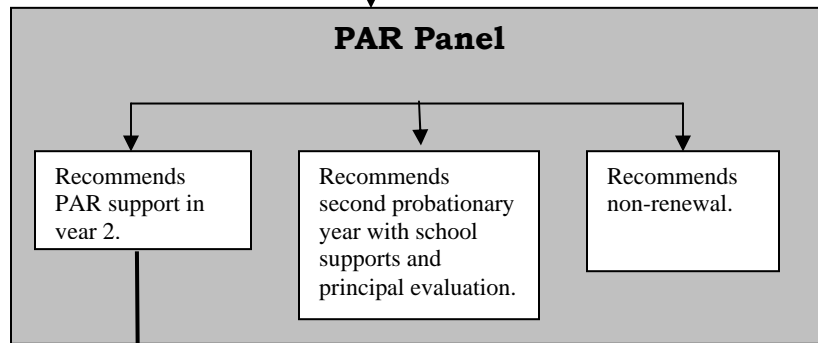 PAR Panel
Recommends
PAR support in
year 2.
Recommends
second probationary
year with school
supports and
principal evaluation.
Recommends
non-renewal.